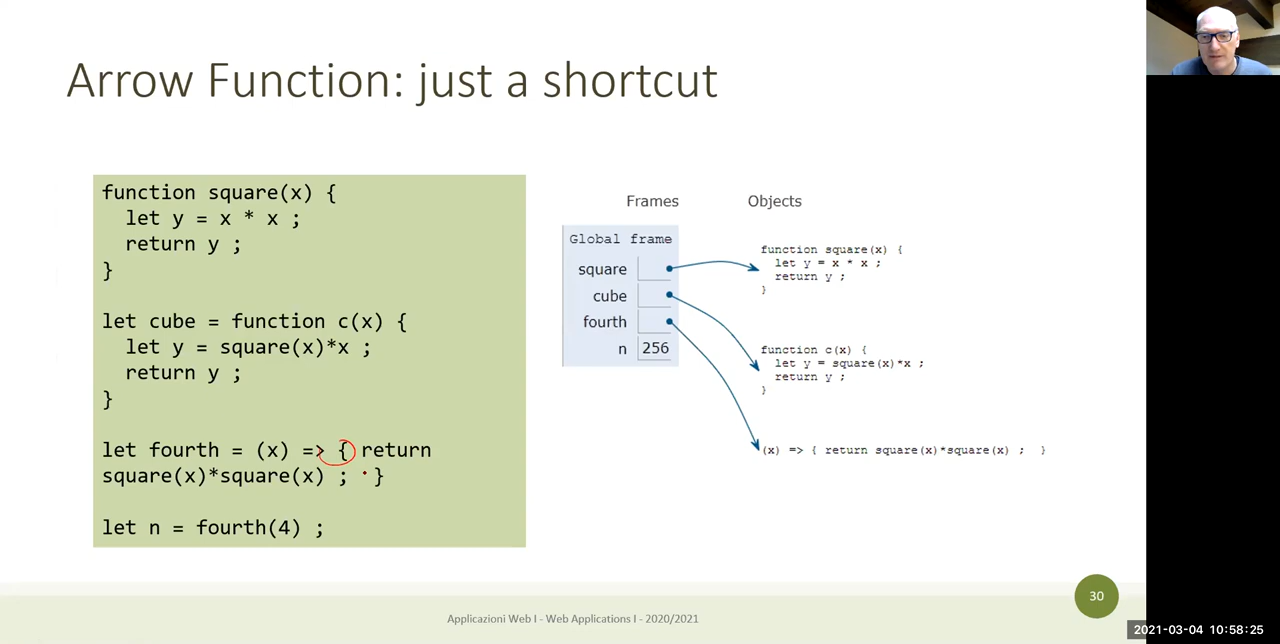 Arrow Function: just a shortcut
function square(x) {
let y = x * x ;
return y ;
}
let cube = function c(x) {
let y = square(x)*x ;
return y ;
}
let fourth = (x) => { return
square(x)*square(x) ; }
let n = fourth(4) ;
Frames
Objects
Global frame
square
cube
fourth
n 256
function square(x) {
let y = x * x ;
return y ;
}
function c(x) {
let y = square(x)*x ;
return y ;
}
(x) => { return square(x)*square(x) ; }
30
Applicazioni Web I - Web Applications I - 2020/2021
2021-03-04 10:58:25